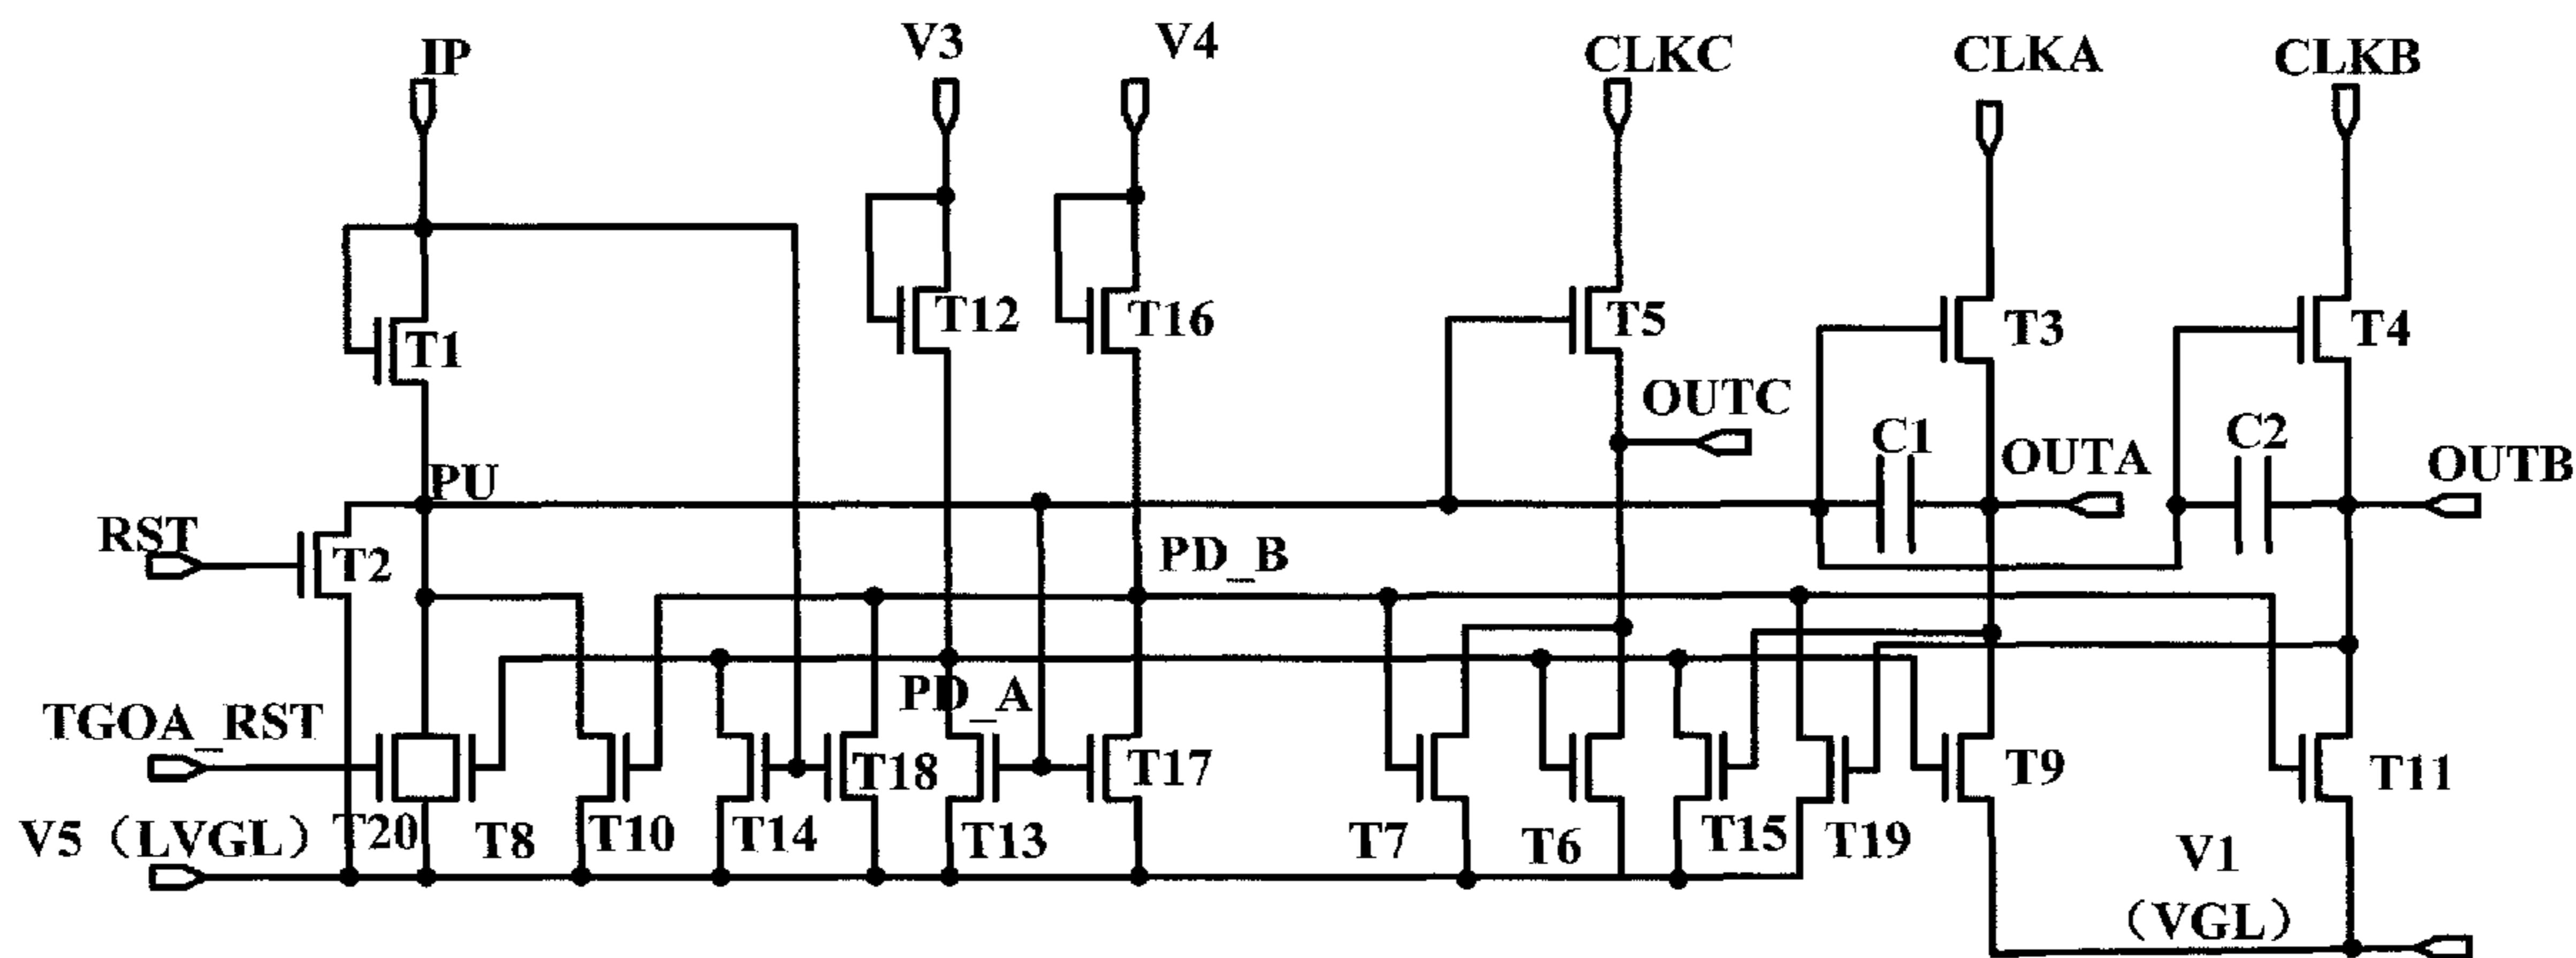 IP
V3
V4
CLKC
CLKA
CLKB
T1
T12
T16
T5
T3
T4
OUTC
C1
C2
OUTA
OUTB
PU
RST
T2
PD_B
PD_A
TGOA_RST
T18
T17
T9
T11
V5（LVGL）
T20
T8
T10
T14
T13
T7
T6
T15
T19
V1
（VGL）